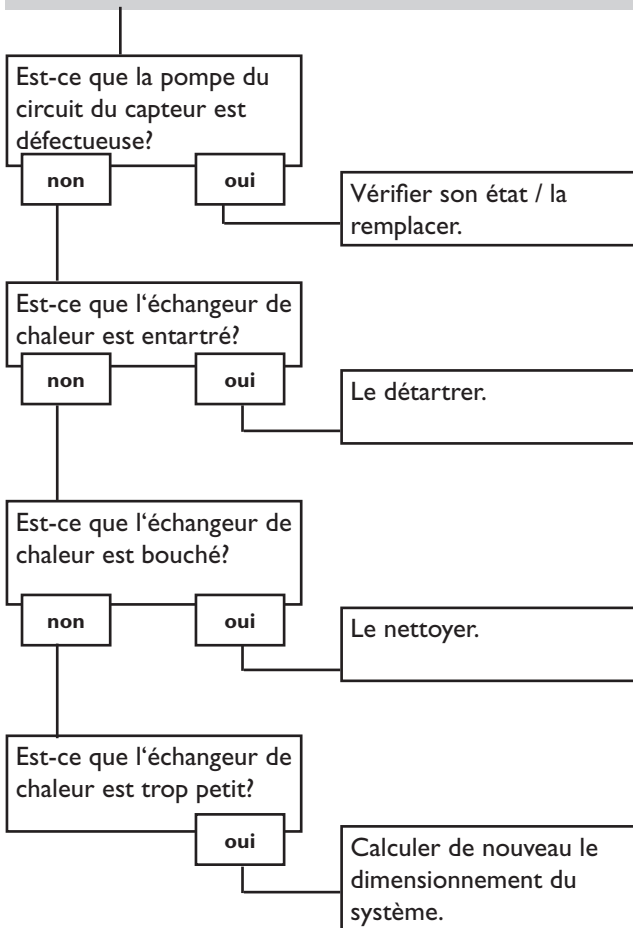 Est-ce que la pompe du
circuit du capteur est
défectueuse?
non
oui
Vérifier son état / la
remplacer.
Est-ce que l‘échangeur de
chaleur est entartré?
non
oui
Le détartrer.
Est-ce que l‘échangeur de
chaleur est bouché?
non
oui
Le nettoyer.
Est-ce que l‘échangeur de
chaleur est trop petit?
oui
Calculer de nouveau le
dimensionnement du
système.